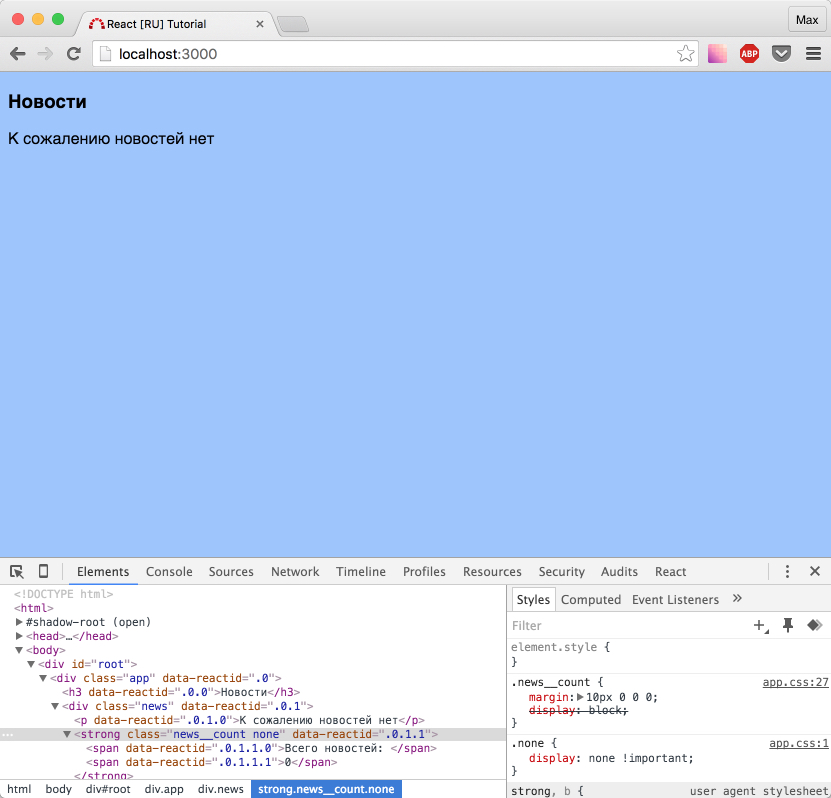 React [RU] Tutorial
Max
localhost:3000
ABP
Новости
К сожалению новостей нет
Elements Console Sources Network Timeline Profiles Resources Security Audits React
<!DOCTYPE html>
<html>
#shadow-root (open)
<head>…</head>
<body>
<div id="root">
<div class="app" data-reactid=".0">
<h3 data-reactid=".0.0">Новости</h3>
<div class="news" data-reactid=".0.1">
<p data-reactid=".0.1.0">К сожалению новостей нет</p>
<strong class="news__count none" data-reactid=".0.1.1">
<span data-reactid=".0.1.1.0">Всего новостей: </span>
<span data-reactid=".0.1.1.1">0</span>
</strong>
html body div#root div.app div.news strong.news__count.none
Styles Computed Event Listeners »
Filter
element.style {
}
.news__count { app.css:27
margin: 10px 0 0 0;
display: block;
}
.none { app.css:1
display: none !important;
}
strong, b { user agent stylesheet